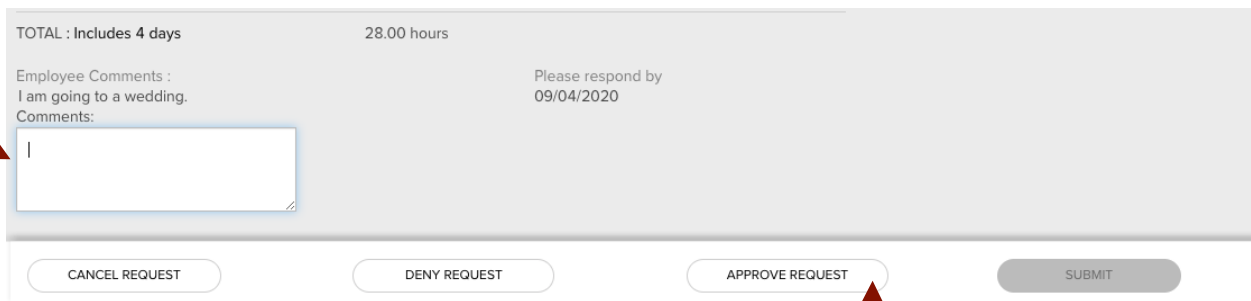 TOTAL : Includes 4 days 28.00 hours
Employee Comments : Please respond by
I am going to a wedding. 09/04/2020
Comments:
CANCEL REQUEST DENY REQUEST APPROVE REQUEST SUBMIT